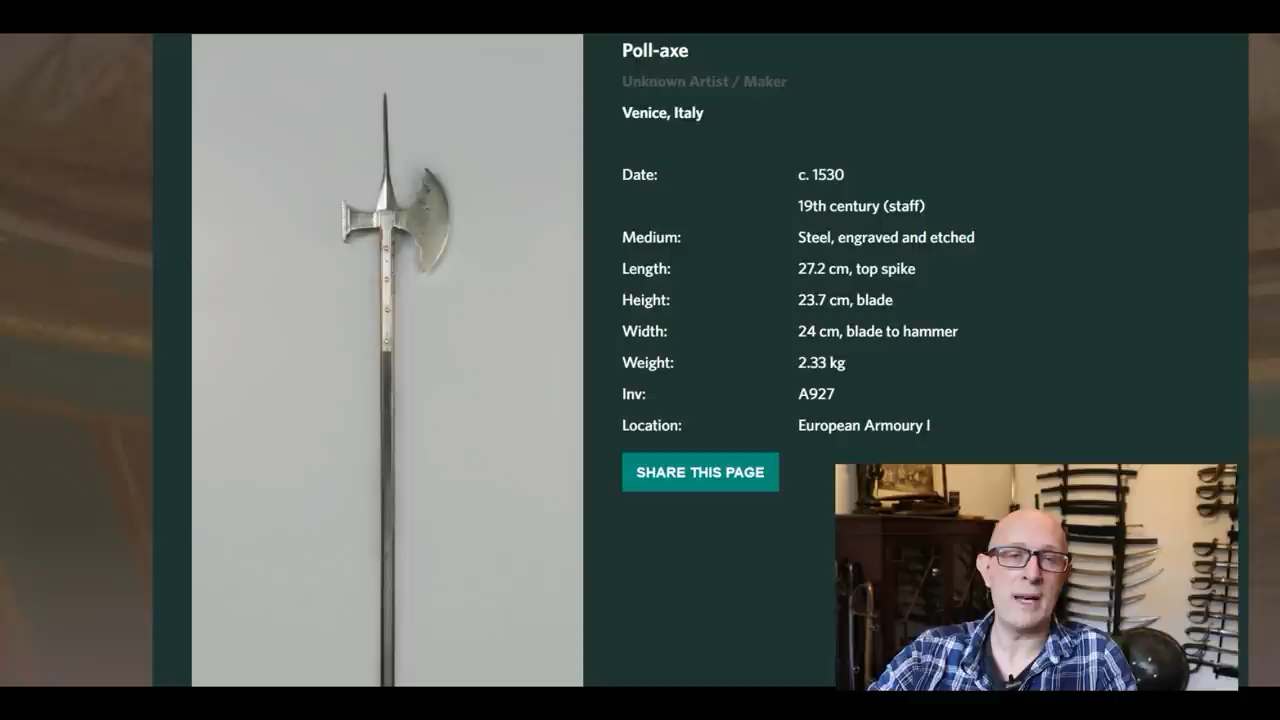 Poll-axe
Unknown Artist / Maker
Venice, Italy
Date: c. 1530
19th century (staff)
Medium: Steel, engraved and etched
Length: 27.2 cm, top spike
Height: 23.7 cm, blade
Width: 24 cm, blade to hammer
Weight: 2.33 kg
Inv: A927
Location: European Armoury I
SHARE THIS PAGE